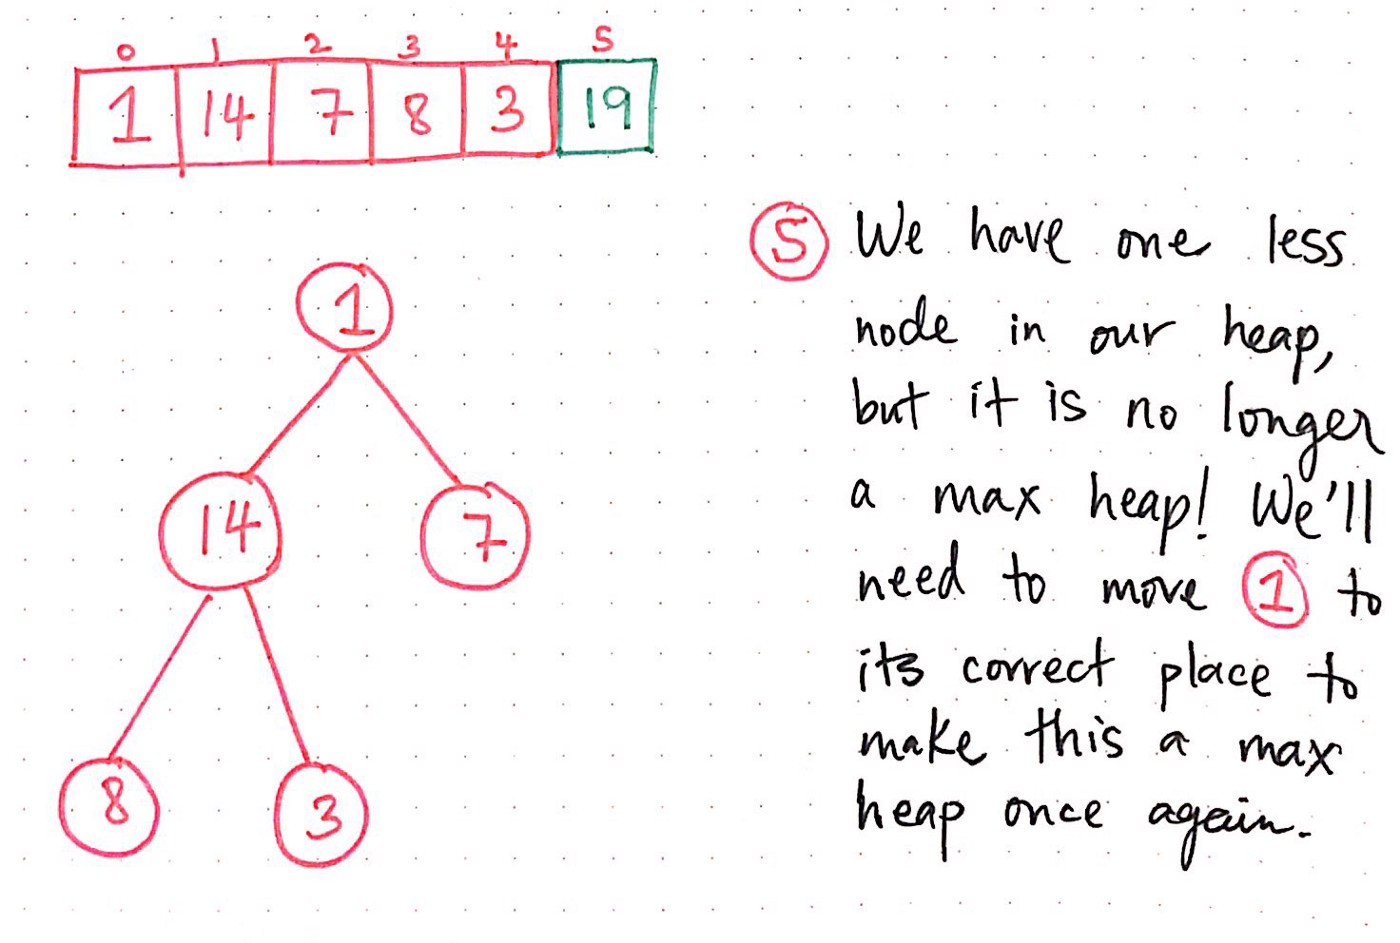 0 1 2 3 4 5
1 14 7 8 3 19
5 We have one less
node in our heap,
but it is no longer
a max heap! We'll
need to move 1 to
its correct place to
make this a max
heap once again.
1
14 7
8 3